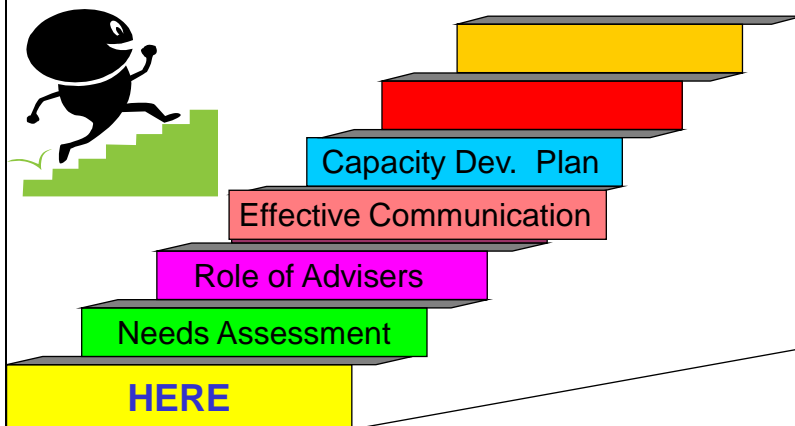 Capacity Dev.  Plan
Effective Communication
Role of Advisers
Needs Assessment
HERE